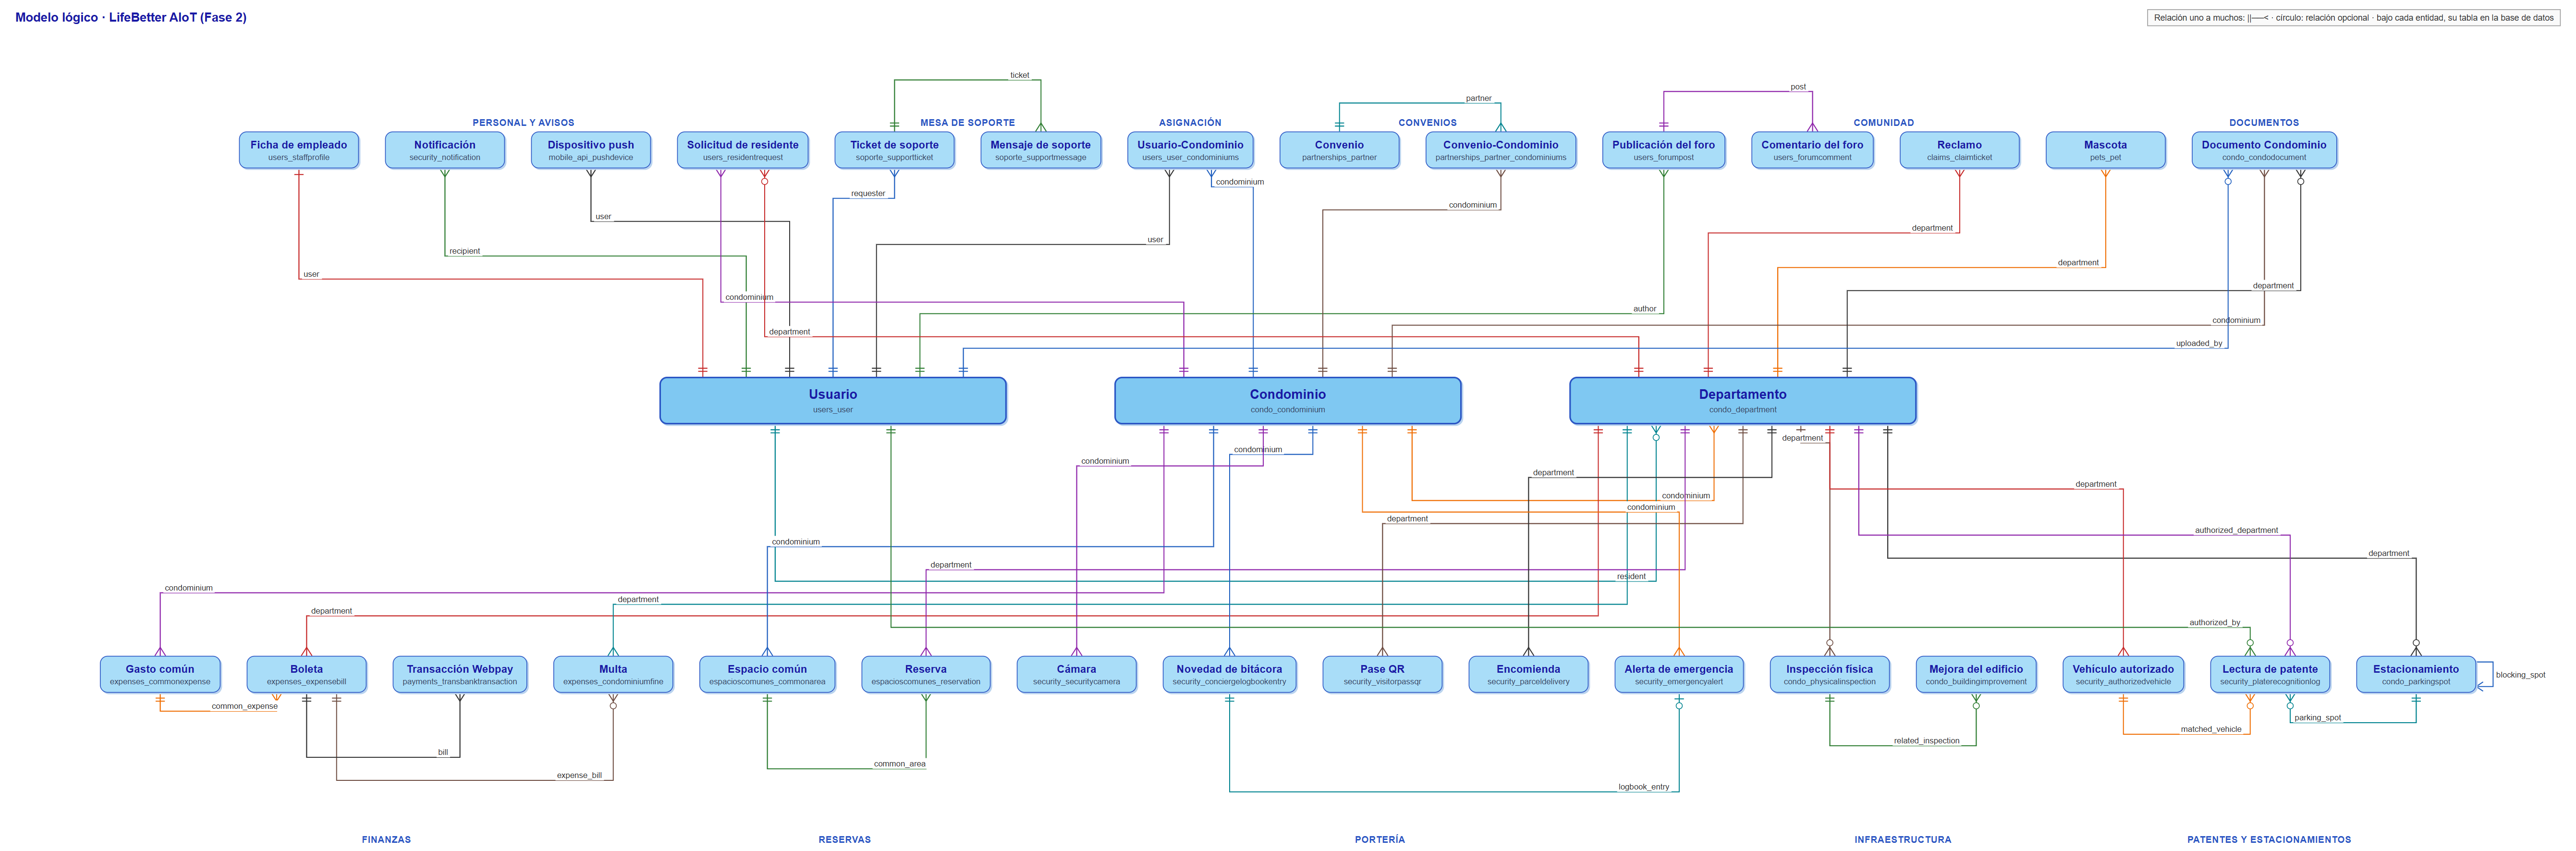 Modelo lógico · LifeBetter AIoT (Fase 2)
Relación uno a muchos: ||──< · círculo: relación opcional · bajo cada entidad, su tabla en la base de datos
ticket
post
partner
PERSONAL Y AVISOS
MESA DE SOPORTE
ASIGNACIÓN
CONVENIOS
COMUNIDAD
DOCUMENTOS
Ficha de empleado
users_staffprofile
Notificación
security_notification
Dispositivo push
mobile_api_pushdevice
Solicitud de residente
users_residentrequest
Ticket de soporte
soporte_supportticket
Mensaje de soporte
soporte_supportmessage
Usuario-Condominio
users_user_condominiums
Convenio
partnerships_partner
Convenio-Condominio
partnerships_partner_condominiums
Publicación del foro
users_forumpost
Comentario del foro
users_forumcomment
Reclamo
claims_claimticket
Mascota
pets_pet
Documento Condominio
condo_condodocument
condominium
requester
condominium
user
department
user
recipient
department
user
department
condominium
author
condominium
department
uploaded_by
Usuario
users_user
Condominio
condo_condominium
Departamento
condo_department
department
condominium
condominium
department
department
condominium
condominium
department
authorized_department
condominium
department
department
resident
condominium
department
department
authorized_by
Gasto común
expenses_commonexpense
Boleta
expenses_expensebill
Transacción Webpay
payments_transbanktransaction
Multa
expenses_condominiumfine
Espacio común
espacioscomunes_commonarea
Reserva
espacioscomunes_reservation
Cámara
security_securitycamera
Novedad de bitácora
security_conciergelogbookentry
Pase QR
security_visitorpassqr
Encomienda
security_parceldelivery
Alerta de emergencia
security_emergencyalert
Inspección física
condo_physicalinspection
Mejora del edificio
condo_buildingimprovement
Vehículo autorizado
security_authorizedvehicle
Lectura de patente
security_platerecognitionlog
Estacionamiento
condo_parkingspot
blocking_spot
common_expense
parking_spot
matched_vehicle
related_inspection
bill
common_area
expense_bill
logbook_entry
FINANZAS
RESERVAS
PORTERÍA
INFRAESTRUCTURA
PATENTES Y ESTACIONAMIENTOS